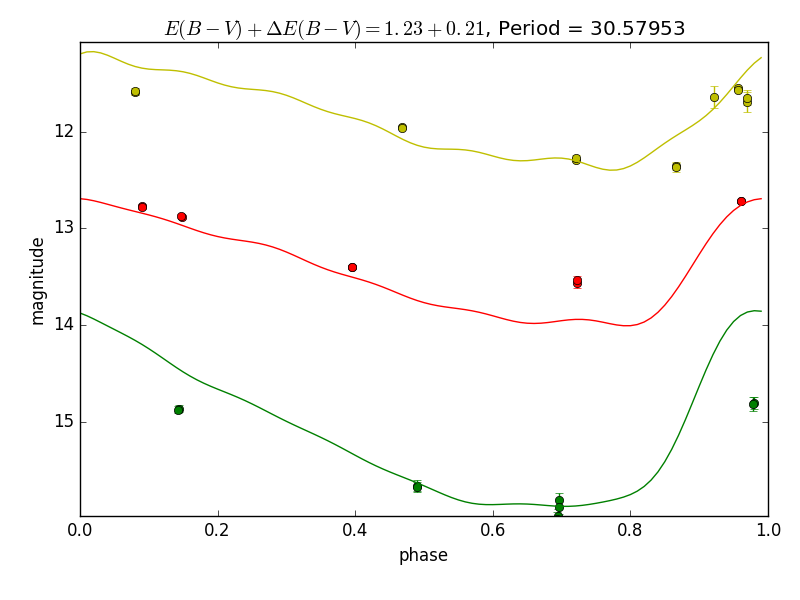 E(B − V) + ΔE(B − V) = 1.23 + 0.21, Period = 30.57953
12
13
14
15
magnitude
0.0 0.2 0.4 0.6 0.8 1.0
phase